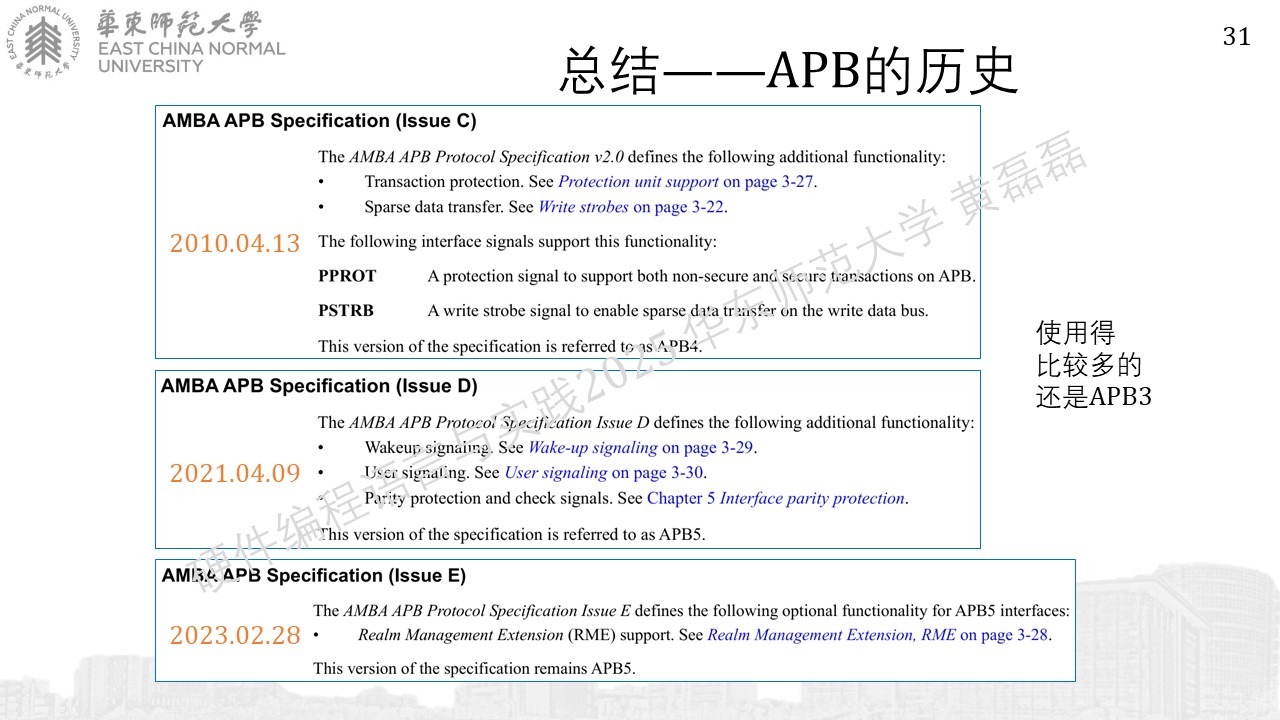 華東師範大學
EAST CHINA NORMAL
UNIVERSITY
EAST CHINA NORMAL UNIVERSITY
華東師範大學
31
总结——APB的历史
AMBA APB Specification (Issue C)
The AMBA APB Protocol Specification v2.0 defines the following additional functionality:
• Transaction protection. See Protection unit support on page 3-27.
• Sparse data transfer. See Write strobes on page 3-22.
2010.04.13
The following interface signals support this functionality:
PPROT A protection signal to support both non-secure and secure transactions on APB.
PSTRB A write strobe signal to enable sparse data transfer on the write data bus.
This version of the specification is referred to as APB4.
AMBA APB Specification (Issue D)
The AMBA APB Protocol Specification Issue D defines the following additional functionality:
• Wakeup signaling. See Wake-up signaling on page 3-29.
2021.04.09
• User signaling. See User signaling on page 3-30.
• Parity protection and check signals. See Chapter 5 Interface parity protection.
This version of the specification is referred to as APB5.
AMBA APB Specification (Issue E)
The AMBA APB Protocol Specification Issue E defines the following optional functionality for APB5 interfaces:
2023.02.28
• Realm Management Extension (RME) support. See Realm Management Extension, RME on page 3-28.
This version of the specification remains APB5.
使用得
比较多的
还是APB3
硬件编程语言与实践2025 华东师范大学 黄磊磊